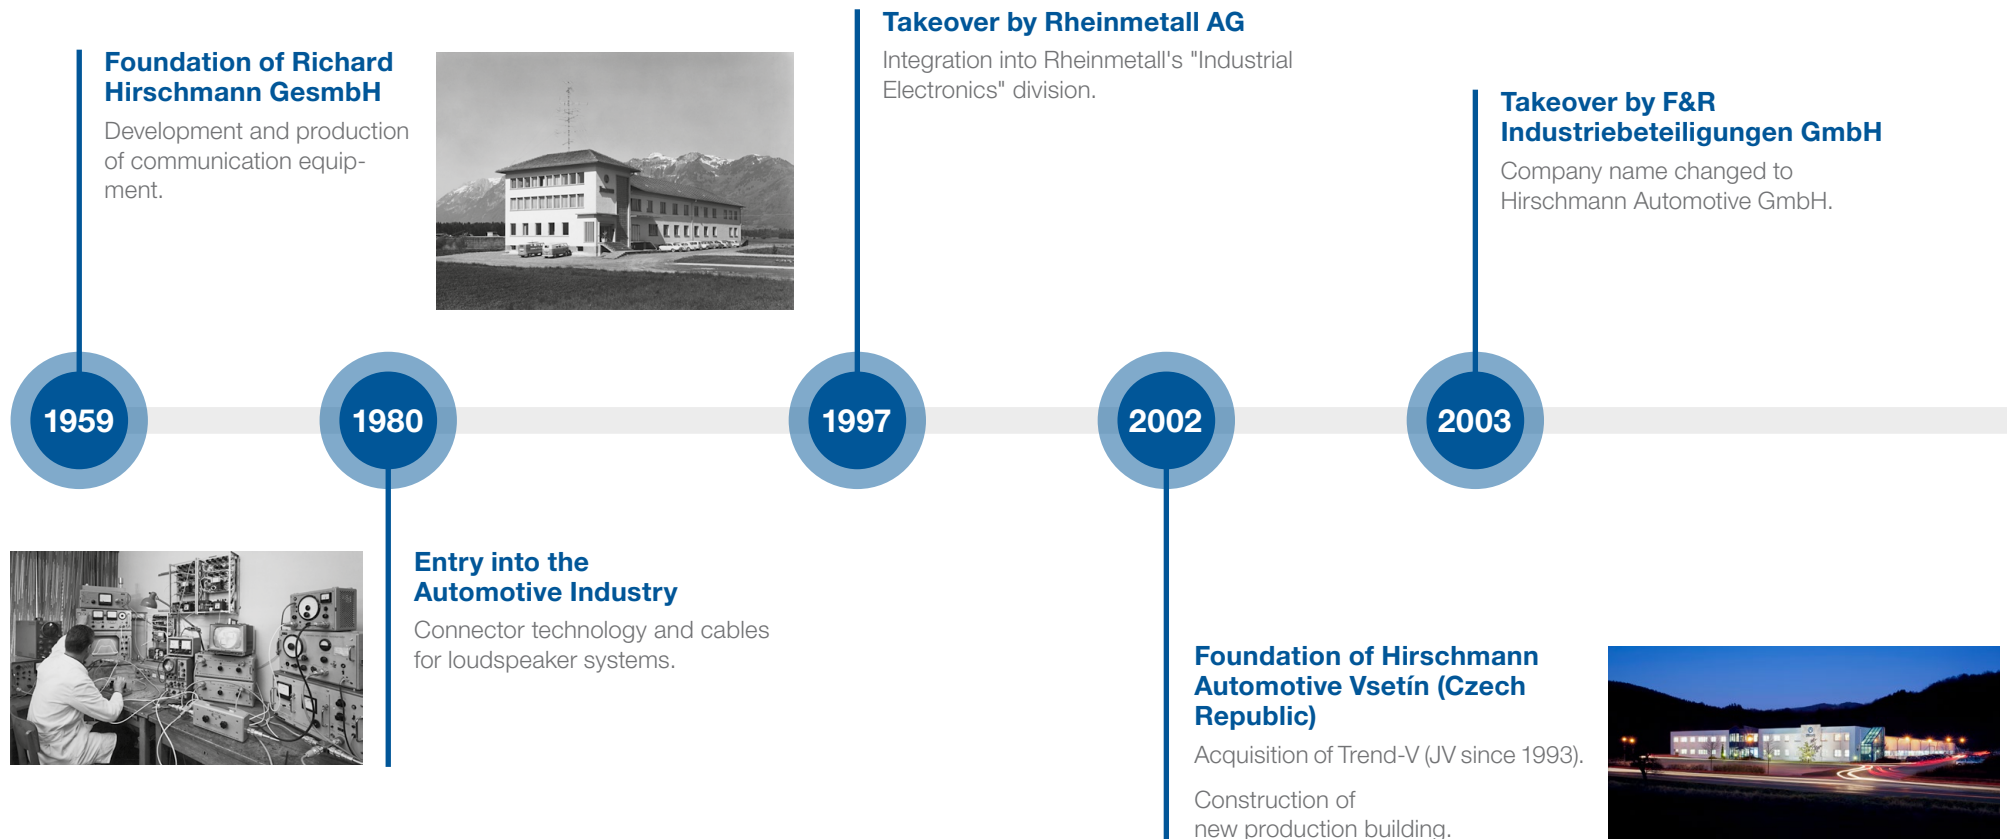 Foundation of Richard
Hirschmann GesmbH
Development and production
of communication equip-
ment.
Takeover by Rheinmetall AG
Integration into Rheinmetall's "Industrial
Electronics" division.
Takeover by F&R
Industriebeteiligungen GmbH
Company name changed to
Hirschmann Automotive GmbH.
1959
1980
1997
2002
2003
Entry into the
Automotive Industry
Connector technology and cables
for loudspeaker systems.
Foundation of Hirschmann
Automotive Vsetín (Czech
Republic)
Acquisition of Trend-V (JV since 1993).
Construction of
new production building.